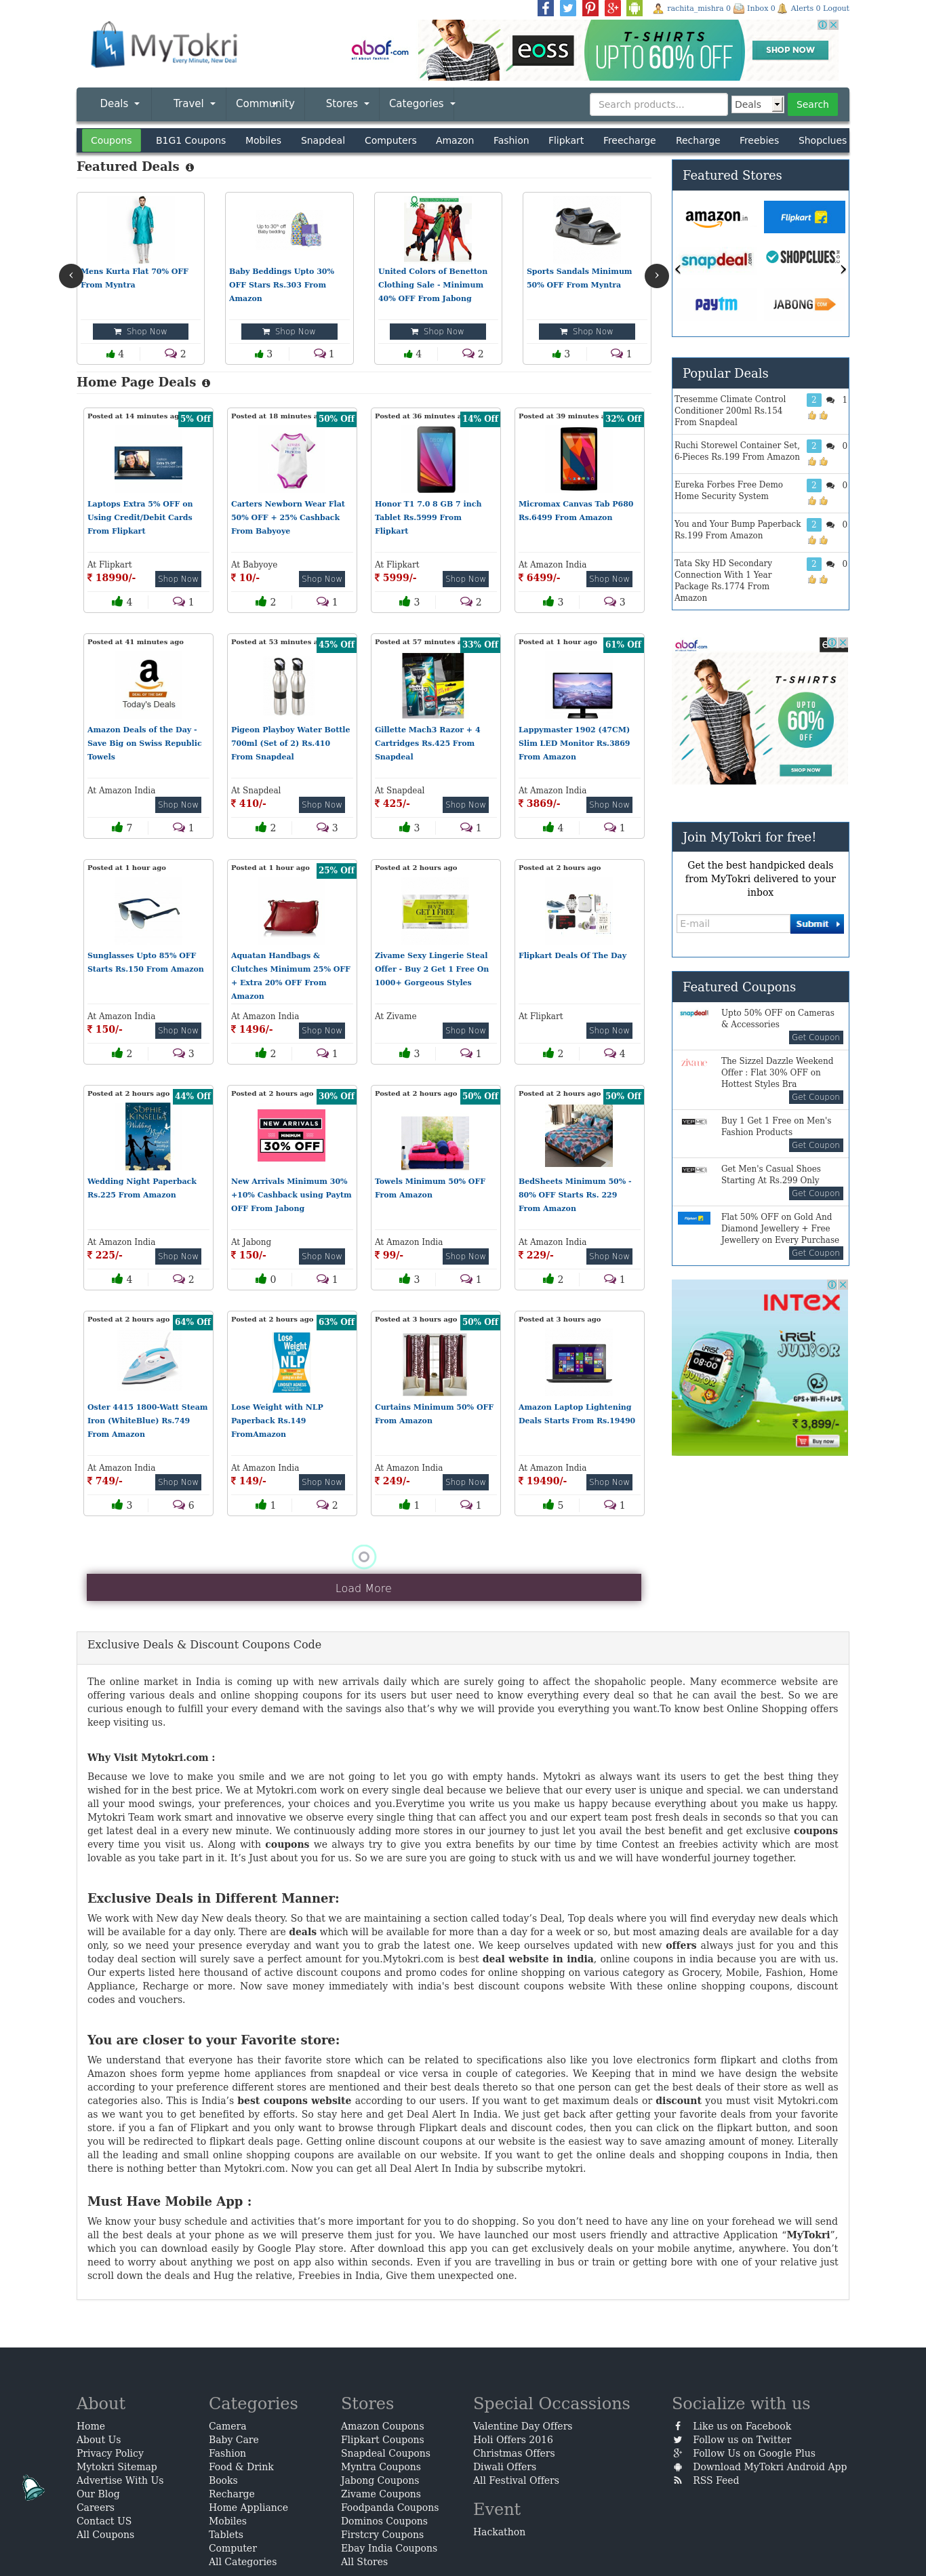 rachita_mishra 0 Inbox 0 Alerts 0 Logout
MyTokri
Every Minute, New Deal
abof.com
all about fashion
eoss
T-SHIRTS
UPTO 60% OFF
SHOP NOW
Deals Travel Community Stores Categories Search products... Deals Search
Coupons B1G1 Coupons Mobiles Snapdeal Computers Amazon Fashion Flipkart Freecharge Recharge Freebies Shopclues
Featured Deals
Mens Kurta Flat 70% OFF
From Myntra
Shop Now
4 2
Up to 30% off
Baby bedding
Baby Beddings Upto 30%
OFF Stars Rs.303 From
Amazon
Shop Now
3 1
United Colors of Benetton
Clothing Sale - Minimum
40% OFF From Jabong
Shop Now
4 2
Sports Sandals Minimum
50% OFF From Myntra
Shop Now
3 1
Home Page Deals
Posted at 14 minutes ag
5% Off
Laptops Extra 5% OFF on
Using Credit/Debit Cards
From Flipkart
At Flipkart
₹ 18990/- Shop Now
4 1
Posted at 18 minutes a
50% Off
Carters Newborn Wear Flat
50% OFF + 25% Cashback
From Babyoye
At Babyoye
₹ 10/- Shop Now
2 1
Posted at 36 minutes a
14% Off
Honor T1 7.0 8 GB 7 inch
Tablet Rs.5999 From
Flipkart
At Flipkart
₹ 5999/- Shop Now
3 2
Posted at 39 minutes a
32% Off
Micromax Canvas Tab P680
Rs.6499 From Amazon
At Amazon India
₹ 6499/- Shop Now
3 3
Posted at 41 minutes ago
a
DEAL OF THE DAY
Today's Deals
Amazon Deals of the Day -
Save Big on Swiss Republic
Towels
At Amazon India
Shop Now
7 1
Posted at 53 minutes a
45% Off
Pigeon Playboy Water Bottle
700ml (Set of 2) Rs.410
From Snapdeal
At Snapdeal
₹ 410/- Shop Now
2 3
Posted at 57 minutes a
33% Off
Gillette Mach3 Razor + 4
Cartridges Rs.425 From
Snapdeal
At Snapdeal
₹ 425/- Shop Now
3 1
Posted at 1 hour ago
61% Off
Lappymaster 1902 (47CM)
Slim LED Monitor Rs.3869
From Amazon
At Amazon India
₹ 3869/- Shop Now
4 1
Posted at 1 hour ago
Sunglasses Upto 85% OFF
Starts Rs.150 From Amazon
At Amazon India
₹ 150/- Shop Now
2 3
Posted at 1 hour ago
25% Off
Aquatan Handbags &
Clutches Minimum 25% OFF
+ Extra 20% OFF From
Amazon
At Amazon India
₹ 1496/- Shop Now
2 1
Posted at 2 hours ago
BUY 2
GET 1 FREE
Zivame Sexy Lingerie Steal
Offer - Buy 2 Get 1 Free On
1000+ Gorgeous Styles
At Zivame
Shop Now
3 1
Posted at 2 hours ago
Flipkart Deals Of The Day
At Flipkart
Shop Now
2 4
Posted at 2 hours ago
44% Off
SOPHIE
KINSELLA
Wedding
Night
Wedding Night Paperback
Rs.225 From Amazon
At Amazon India
₹ 225/- Shop Now
4 2
Posted at 2 hours ago
30% Off
NEW ARRIVALS
MINIMUM
30% OFF
New Arrivals Minimum 30%
+10% Cashback using Paytm
OFF From Jabong
At Jabong
₹ 150/- Shop Now
0 1
Posted at 2 hours ago
50% Off
Towels Minimum 50% OFF
From Amazon
At Amazon India
₹ 99/- Shop Now
3 1
Posted at 2 hours ago
50% Off
BedSheets Minimum 50% -
80% OFF Starts Rs. 229
From Amazon
At Amazon India
₹ 229/- Shop Now
2 1
Posted at 2 hours ago
64% Off
Oster 4415 1800-Watt Steam
Iron (WhiteBlue) Rs.749
From Amazon
At Amazon India
₹ 749/- Shop Now
3 6
Posted at 2 hours ago
63% Off
Lose
Weight
with
NLP
Lose Weight with NLP
Paperback Rs.149
FromAmazon
At Amazon India
₹ 149/- Shop Now
1 2
Posted at 3 hours ago
50% Off
Curtains Minimum 50% OFF
From Amazon
At Amazon India
₹ 249/- Shop Now
1 1
Posted at 3 hours ago
Amazon Laptop Lightening
Deals Starts From Rs.19490
At Amazon India
₹ 19490/- Shop Now
5 1
Load More
Featured Stores
amazon.in Flipkart
snapdeal.com SHOPCLUES.COM
paytm JABONG.COM
Popular Deals
Tresemme Climate Control
Conditioner 200ml Rs.154
From Snapdeal
2 1
Ruchi Storewel Container Set,
6-Pieces Rs.199 From Amazon
2 0
Eureka Forbes Free Demo
Home Security System
2 0
You and Your Bump Paperback
Rs.199 From Amazon
2 0
Tata Sky HD Secondary
Connection With 1 Year
Package Rs.1774 From
Amazon
2 0
abof.com
all about fashion
T-SHIRTS
UPTO
60%
OFF
SHOP NOW
Join MyTokri for free!
Get the best handpicked deals
from MyTokri delivered to your
inbox
E-mail Submit
Featured Coupons
snapdeal
Upto 50% OFF on Cameras
& Accessories
Get Coupon
zivame
The Sizzel Dazzle Weekend
Offer : Flat 30% OFF on
Hottest Styles Bra
Get Coupon
YEPME
Buy 1 Get 1 Free on Men's
Fashion Products
Get Coupon
YEPME
Get Men's Casual Shoes
Starting At Rs.299 Only
Get Coupon
Flipkart
Flat 50% OFF on Gold And
Diamond Jewellery + Free
Jewellery on Every Purchase
Get Coupon
INTEX
iRist
JUNIOR
iRist
08:00
JUNIOR
GPS+Wi-Fi+LPS
₹ 3,899/-
Buy now
Exclusive Deals & Discount Coupons Code
The online market in India is coming up with new arrivals daily which are surely going to affect the shopaholic people. Many ecommerce website are
offering various deals and online shopping coupons for its users but user need to know everything every deal so that he can avail the best. So we are
curious enough to fulfill your every demand with the savings also that’s why we will provide you everything you want.To know best Online Shopping offers
keep visiting us.
Why Visit Mytokri.com :
Because we love to make you smile and we are not going to let you go with empty hands. Mytokri as always want its users to get the best thing they
wished for in the best price. We at Mytokri.com work on every single deal because we believe that our every user is unique and special. we can understand
all your mood swings, your preferences, your choices and you.Everytime you write us you make us happy because everything about you make us happy.
Mytokri Team work smart and innovative we observe every single thing that can affect you and our expert team post fresh deals in seconds so that you can
get latest deal in a every new minute. We continuously adding more stores in our journey to just let you avail the best benefit and get exclusive coupons
every time you visit us. Along with coupons we always try to give you extra benefits by our time by time Contest an freebies activity which are most
lovable as you take part in it. It’s Just about you for us. So we are sure you are going to stuck with us and we will have wonderful journey together.
Exclusive Deals in Different Manner:
We work with New day New deals theory. So that we are maintaining a section called today’s Deal, Top deals where you will find everyday new deals which
will be available for a day only. There are deals which will be available for more than a day for a week or so, but most amazing deals are available for a day
only, so we need your presence everyday and want you to grab the latest one. We keep ourselves updated with new offers always just for you and this
today deal section will surely save a perfect amount for you.Mytokri.com is best deal website in india, online coupons in india because you are with us.
Our experts listed here thousand of active discount coupons and promo codes for online shopping on various category as Grocery, Mobile, Fashion, Home
Appliance, Recharge or more. Now save money immediately with india's best discount coupons website With these online shopping coupons, discount
codes and vouchers.
You are closer to your Favorite store:
We understand that everyone has their favorite store which can be related to specifications also like you love electronics form flipkart and cloths from
Amazon shoes form yepme home appliances from snapdeal or vice versa in couple of categories. We Keeping that in mind we have design the website
according to your preference different stores are mentioned and their best deals thereto so that one person can get the best deals of their store as well as
categories also. This is India’s best coupons website according to our users. If you want to get maximum deals or discount you must visit Mytokri.com
as we want you to get benefited by efforts. So stay here and get Deal Alert In India. We just get back after getting your favorite deals from your favorite
store. if you a fan of Flipkart and you only want to browse through Flipkart deals and discount codes, then you can click on the flipkart button, and soon
you will be redirected to flipkart deals page. Getting online discount coupons at our website is the easiest way to save amazing amount of money. Literally
all the leading and small online shopping coupons are available on our website. If you want to get the online deals and shopping coupons in India, then
there is nothing better than Mytokri.com. Now you can get all Deal Alert In India by subscribe mytokri.
Must Have Mobile App :
We know your busy schedule and activities that’s more important for you to do shopping. So you don’t need to have any line on your forehead we will send
all the best deals at your phone as we will preserve them just for you. We have launched our most users friendly and attractive Application “MyTokri”,
which you can download easily by Google Play store. After download this app you can get exclusively deals on your mobile anytime, anywhere. You don’t
need to worry about anything we post on app also within seconds. Even if you are travelling in bus or train or getting bore with one of your relative just
scroll down the deals and Hug the relative, Freebies in India, Give them unexpected one.
About
Home
About Us
Privacy Policy
Mytokri Sitemap
Advertise With Us
Our Blog
Careers
Contact US
All Coupons
Categories
Camera
Baby Care
Fashion
Food & Drink
Books
Recharge
Home Appliance
Mobiles
Tablets
Computer
All Categories
Stores
Amazon Coupons
Flipkart Coupons
Snapdeal Coupons
Myntra Coupons
Jabong Coupons
Zivame Coupons
Foodpanda Coupons
Dominos Coupons
Firstcry Coupons
Ebay India Coupons
All Stores
Special Occassions
Valentine Day Offers
Holi Offers 2016
Christmas Offers
Diwali Offers
All Festival Offers
Event
Hackathon
Socialize with us
Like us on Facebook
Follow us on Twitter
Follow Us on Google Plus
Download MyTokri Android App
RSS Feed